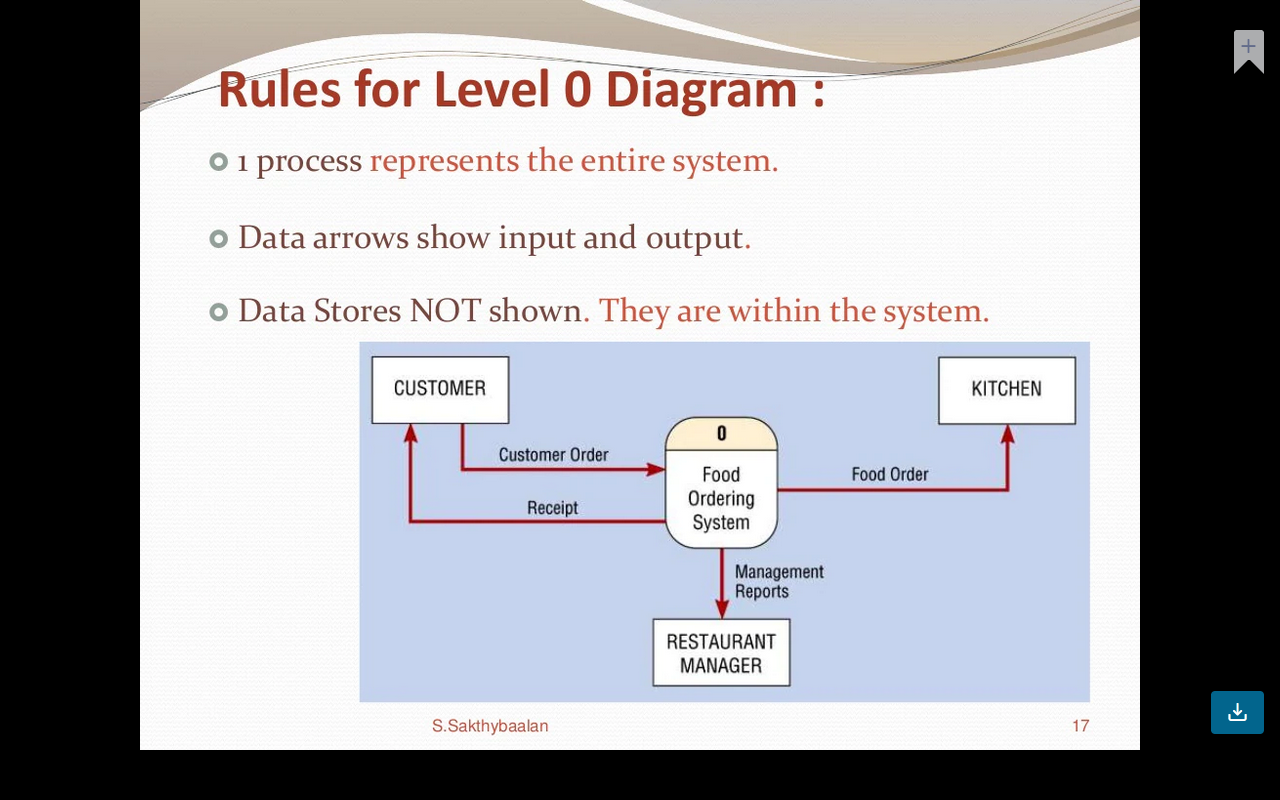 Rules for Level 0 Diagram :
1 process represents the entire system.
Data arrows show input and output.
Data Stores NOT shown. They are within the system.
CUSTOMER
KITCHEN
0
Food
Ordering
System
Customer Order
Food Order
Receipt
Management
Reports
RESTAURANT
MANAGER
S.Sakthybaalan
17